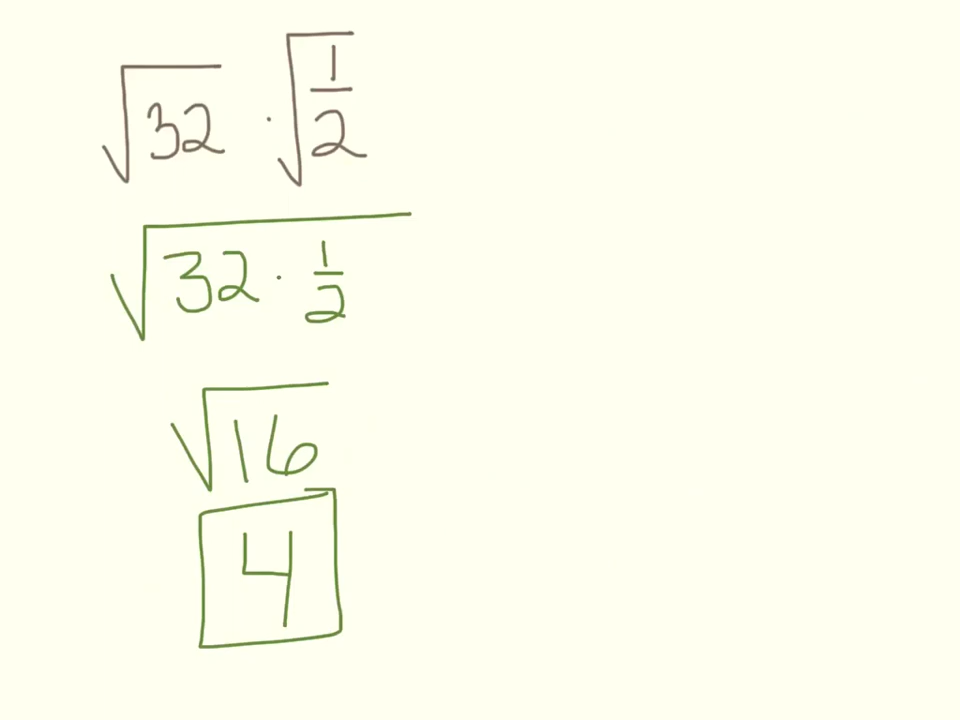 √32 · √(1/2)
√(32 · 1/2)
√16
4